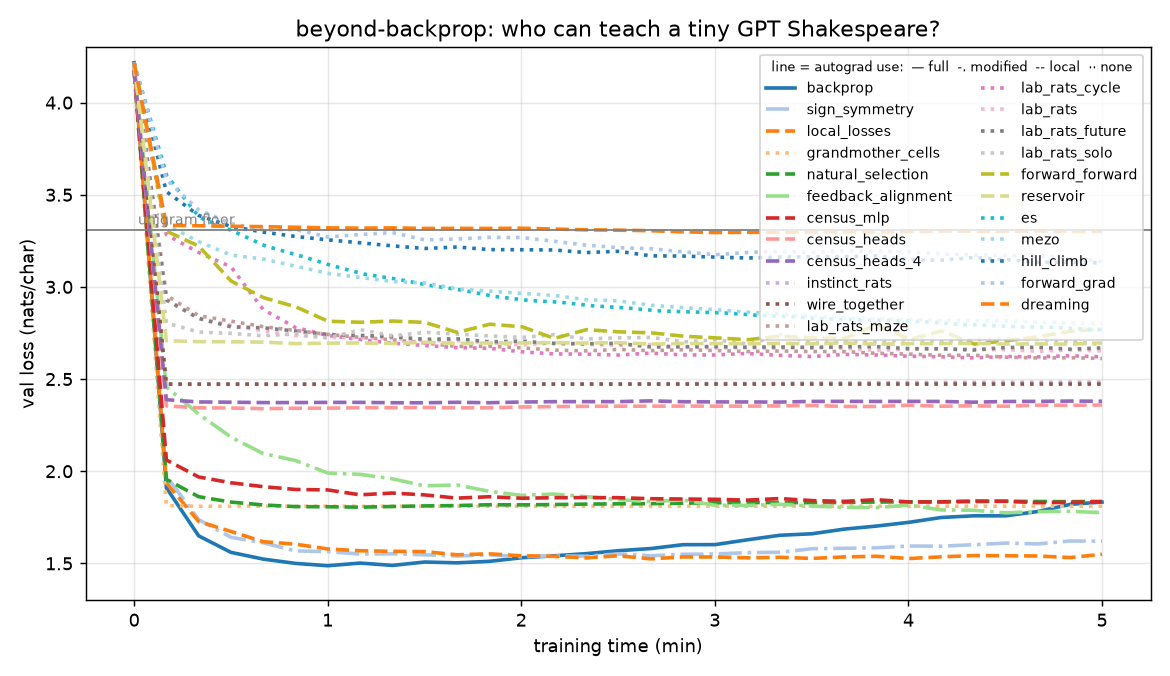 beyond-backprop: who can teach a tiny GPT Shakespeare?
line = autograd use: — full -. modified -- local ·· none
backprop
sign_symmetry
local_losses
grandmother_cells
natural_selection
feedback_alignment
census_mlp
census_heads
census_heads_4
instinct_rats
wire_together
lab_rats_maze
lab_rats_cycle
lab_rats
lab_rats_future
lab_rats_solo
forward_forward
reservoir
es
mezo
hill_climb
forward_grad
dreaming
unigram floor
val loss (nats/char)
4.0
3.5
3.0
2.5
2.0
1.5
0 1 2 3 4 5
training time (min)